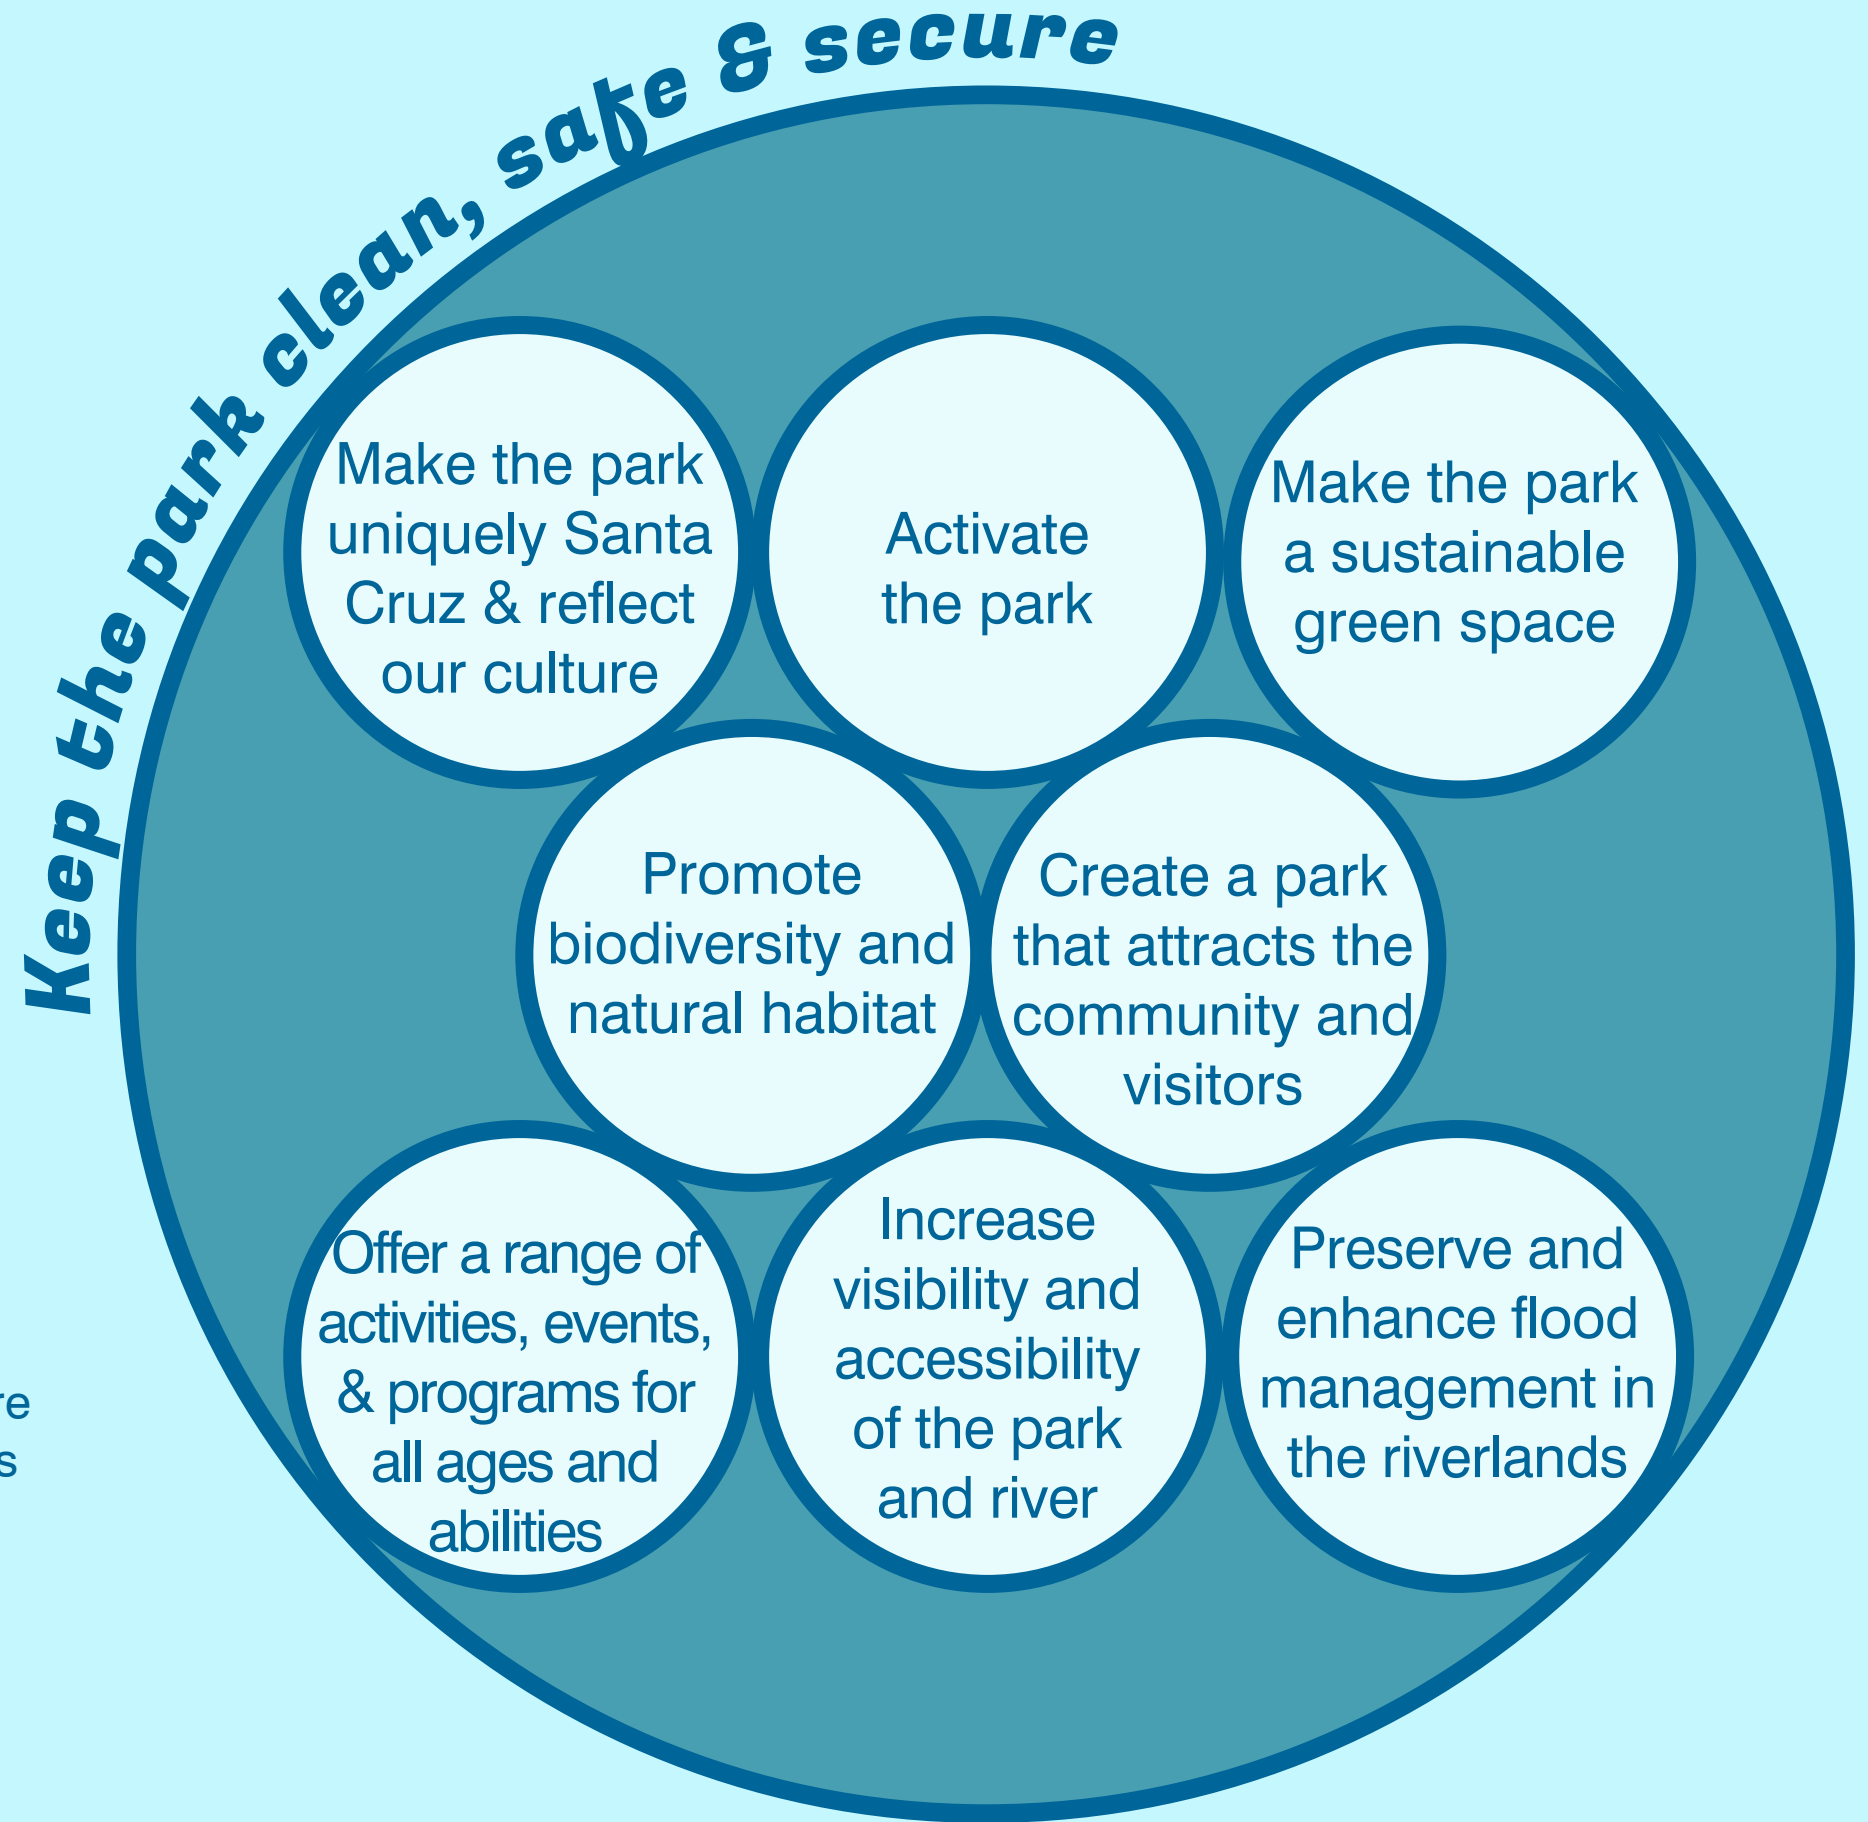 Keep the park clean, safe & secure
Make the park
uniquely Santa
Cruz & reflect
our culture
Activate
the park
Make the park
a sustainable
green space
Promote
biodiversity and
natural habitat
Create a park
that attracts the
community and
visitors
Offer a range of
activities, events,
& programs for
all ages and
abilities
Increase
visibility and
accessibility
of the park
and river
Preserve and
enhance flood
management in
the riverlands